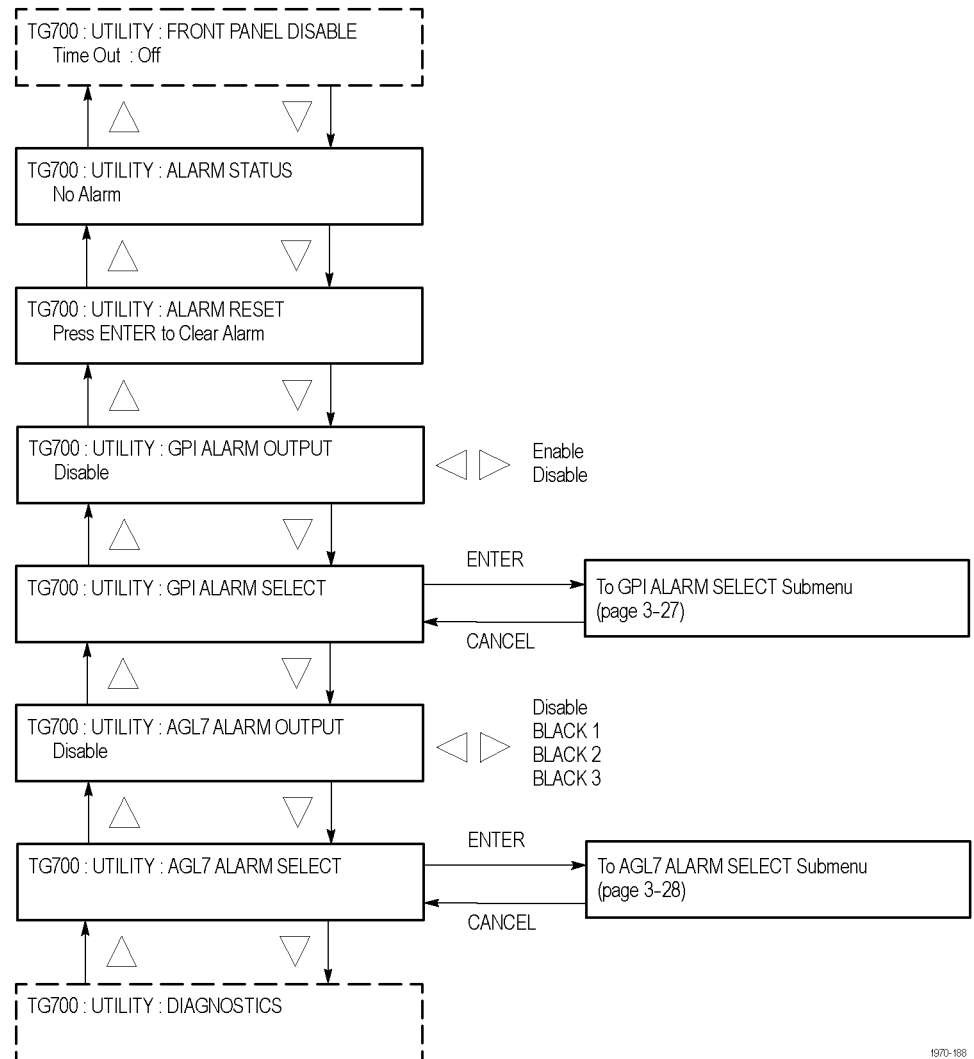 TG700 : UTILITY : FRONT PANEL DISABLE
Time Out : Off
TG700 : UTILITY : ALARM STATUS
No Alarm
TG700 : UTILITY : ALARM RESET
Press ENTER to Clear Alarm
TG700 : UTILITY : GPI ALARM OUTPUT
Disable
Enable
Disable
TG700 : UTILITY : GPI ALARM SELECT
ENTER
CANCEL
To GPI ALARM SELECT Submenu
(page 3-27)
TG700 : UTILITY : AGL7 ALARM OUTPUT
Disable
Disable
BLACK 1
BLACK 2
BLACK 3
TG700 : UTILITY : AGL7 ALARM SELECT
ENTER
CANCEL
To AGL7 ALARM SELECT Submenu
(page 3-28)
TG700 : UTILITY : DIAGNOSTICS
1970-188